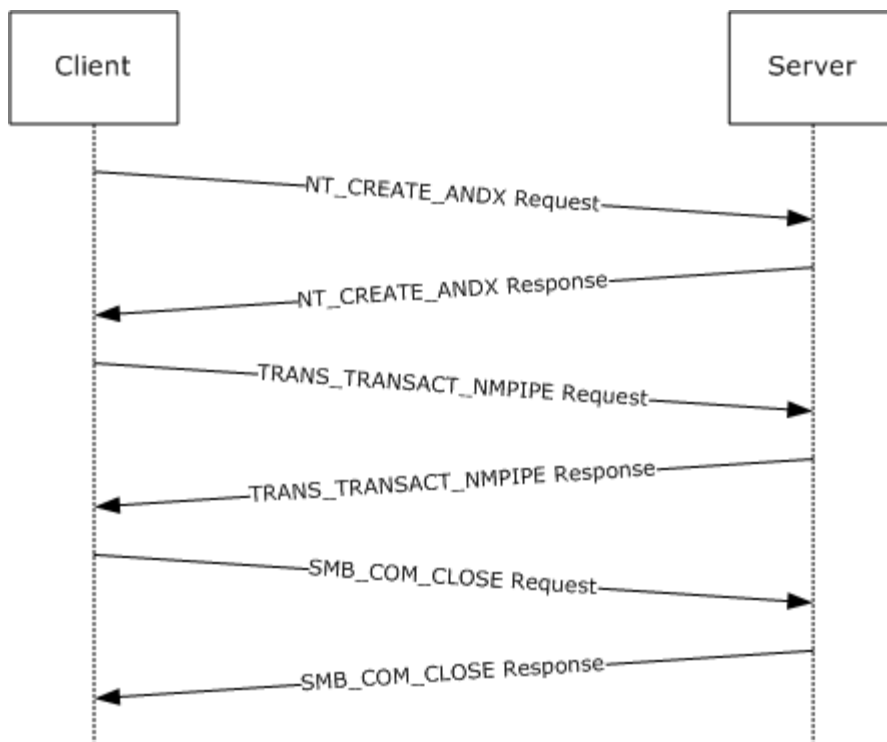 Client
Server
NT_CREATE_ANDX Request
NT_CREATE_ANDX Response
TRANS_TRANSACT_NMPIPE Request
TRANS_TRANSACT_NMPIPE Response
SMB_COM_CLOSE Request
SMB_COM_CLOSE Response